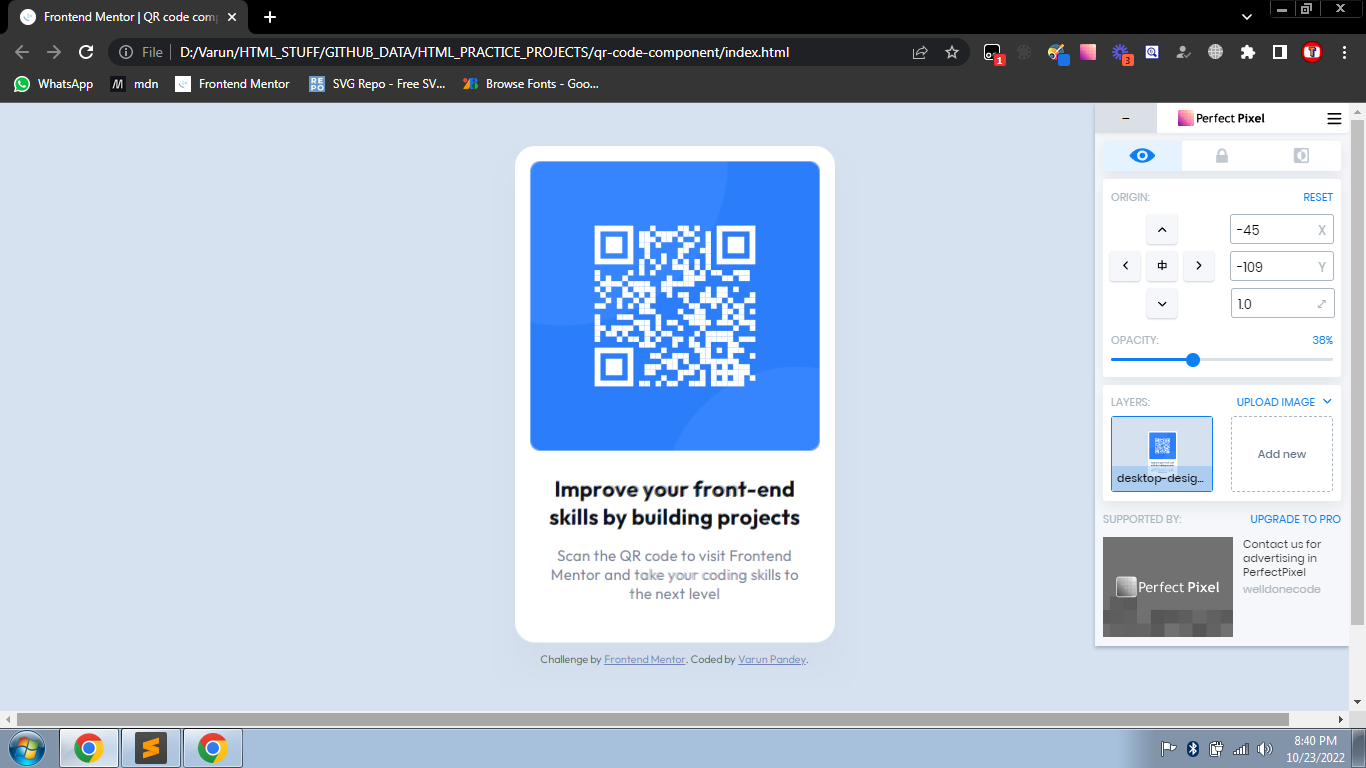 Frontend Mentor | QR code com
File
D:/Varun/HTML_STUFF/GITHUB_DATA/HTML_PRACTICE_PROJECTS/qr-code-component/index.html
1
3
WhatsApp
mdn
Frontend Mentor
RE PO
SVG Repo - Free SV...
Browse Fonts - Goo...
Perfect Pixel
ORIGIN:
RESET
-45 X
-109 Y
1.0
OPACITY:
38%
LAYERS:
UPLOAD IMAGE
desktop-desig...
Add new
SUPPORTED BY:
UPGRADE TO PRO
Perfect Pixel
Contact us for
advertising in
PerfectPixel
welldonecode
Improve your front-end
skills by building projects
Scan the QR code to visit Frontend
Mentor and take your coding skills to
the next level
Challenge by Frontend Mentor. Coded by Varun Pandey.
8:40 PM
10/23/2022